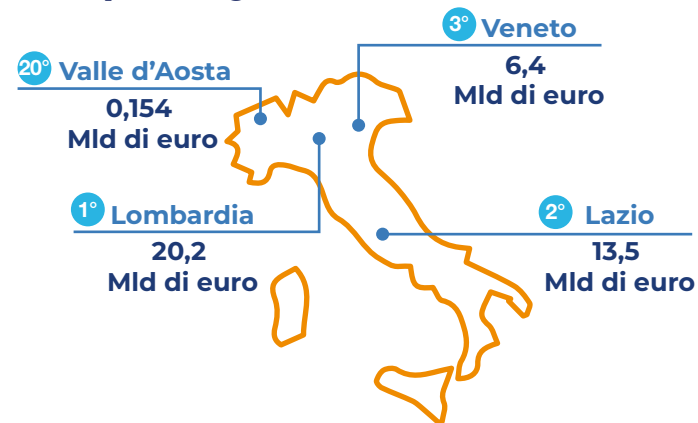 3° Veneto
6,4
Mld di euro
20° Valle d'Aosta
0,154
Mld di euro
1° Lombardia
20,2
Mld di euro
2° Lazio
13,5
Mld di euro